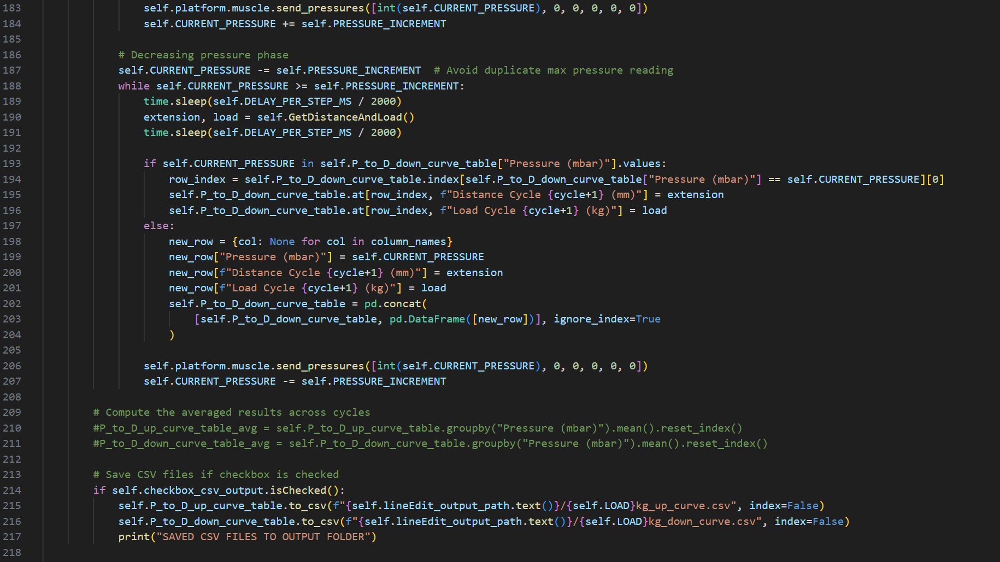 183 self.platform.muscle.send_pressures([int(self.CURRENT_PRESSURE), 0, 0, 0, 0, 0])
184 self.CURRENT_PRESSURE += self.PRESSURE_INCREMENT
185
186 # Decreasing pressure phase
187 self.CURRENT_PRESSURE -= self.PRESSURE_INCREMENT  # Avoid duplicate max pressure reading
188 while self.CURRENT_PRESSURE >= self.PRESSURE_INCREMENT:
189 time.sleep(self.DELAY_PER_STEP_MS / 2000)
190 extension, load = self.GetDistanceAndLoad()
191 time.sleep(self.DELAY_PER_STEP_MS / 2000)
192
193 if self.CURRENT_PRESSURE in self.P_to_D_down_curve_table["Pressure (mbar)"].values:
194 row_index = self.P_to_D_down_curve_table.index[self.P_to_D_down_curve_table["Pressure (mbar)"] == self.CURRENT_PRESSURE][0]
195 self.P_to_D_down_curve_table.at[row_index, f"Distance Cycle {cycle+1} (mm)"] = extension
196 self.P_to_D_down_curve_table.at[row_index, f"Load Cycle {cycle+1} (kg)"] = load
197 else:
198 new_row = {col: None for col in column_names}
199 new_row["Pressure (mbar)"] = self.CURRENT_PRESSURE
200 new_row[f"Distance Cycle {cycle+1} (mm)"] = extension
201 new_row[f"Load Cycle {cycle+1} (kg)"] = load
202 self.P_to_D_down_curve_table = pd.concat(
203 [self.P_to_D_down_curve_table, pd.DataFrame([new_row])], ignore_index=True
204 )
205
206 self.platform.muscle.send_pressures([int(self.CURRENT_PRESSURE), 0, 0, 0, 0, 0])
207 self.CURRENT_PRESSURE -= self.PRESSURE_INCREMENT
208
209 # Compute the averaged results across cycles
210 #P_to_D_up_curve_table_avg = self.P_to_D_up_curve_table.groupby("Pressure (mbar)").mean().reset_index()
211 #P_to_D_down_curve_table_avg = self.P_to_D_down_curve_table.groupby("Pressure (mbar)").mean().reset_index()
212
213 # Save CSV files if checkbox is checked
214 if self.checkbox_csv_output.isChecked():
215 self.P_to_D_up_curve_table.to_csv(f"{self.lineEdit_output_path.text()}/{self.LOAD}kg_up_curve.csv", index=False)
216 self.P_to_D_down_curve_table.to_csv(f"{self.lineEdit_output_path.text()}/{self.LOAD}kg_down_curve.csv", index=False)
217 print("SAVED CSV FILES TO OUTPUT FOLDER")
218